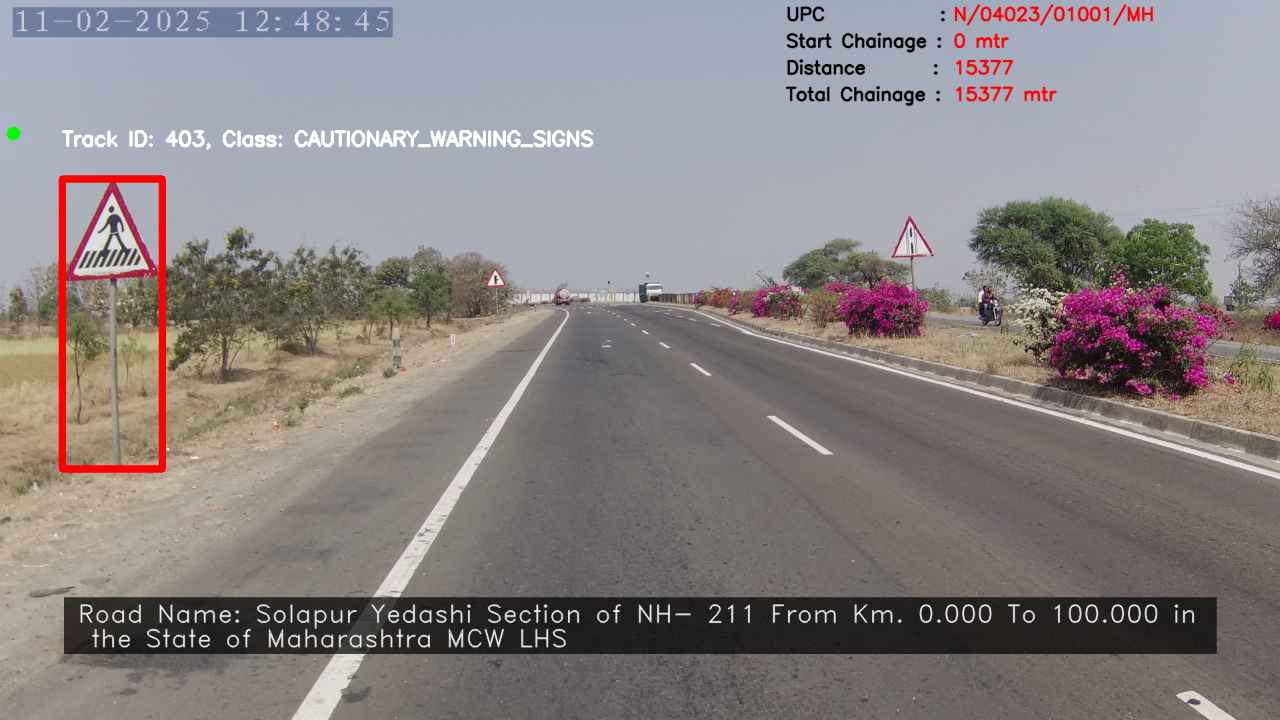 11-02-2025 12:48:45
UPC : N/04023/01001/MH
Start Chainage : 0 mtr
Distance : 15377
Total Chainage : 15377 mtr
Track ID: 403, Class: CAUTIONARY_WARNING_SIGNS
Road Name: Solapur Yedashi Section of NH- 211 From Km. 0.000 To 100.000 in
the State of Maharashtra MCW LHS